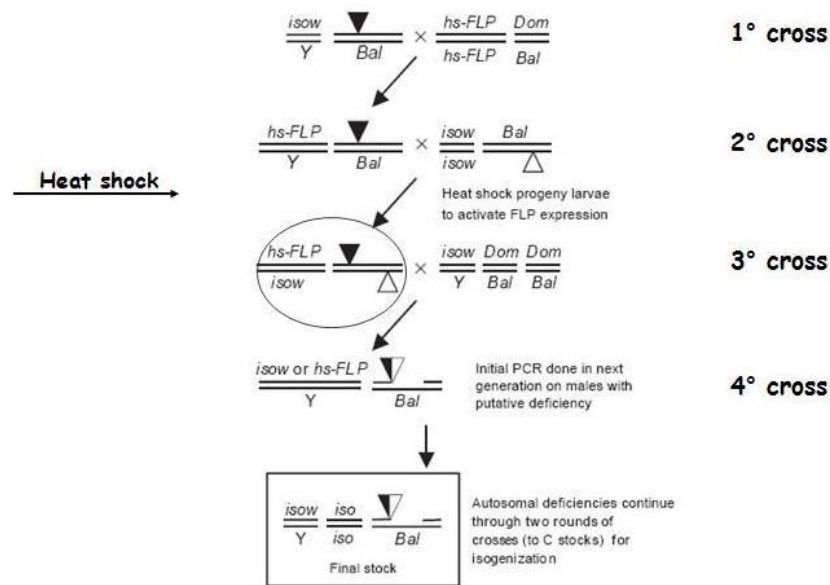 isow hs-FLP Dom
Y Bal × hs-FLP Bal
1° cross
hs-FLP isow Bal
Y Bal × isow
2° cross
Heat shock
Heat shock progeny larvae
to activate FLP expression
hs-FLP isow Dom Dom
isow × Y Bal Bal
3° cross
isow or hs-FLP
Y Bal
Initial PCR done in next
generation on males with
putative deficiency
4° cross
isow iso
Y iso Bal
Final stock
Autosomal deficiencies continue
through two rounds of
crosses (to C stocks) for
isogenization